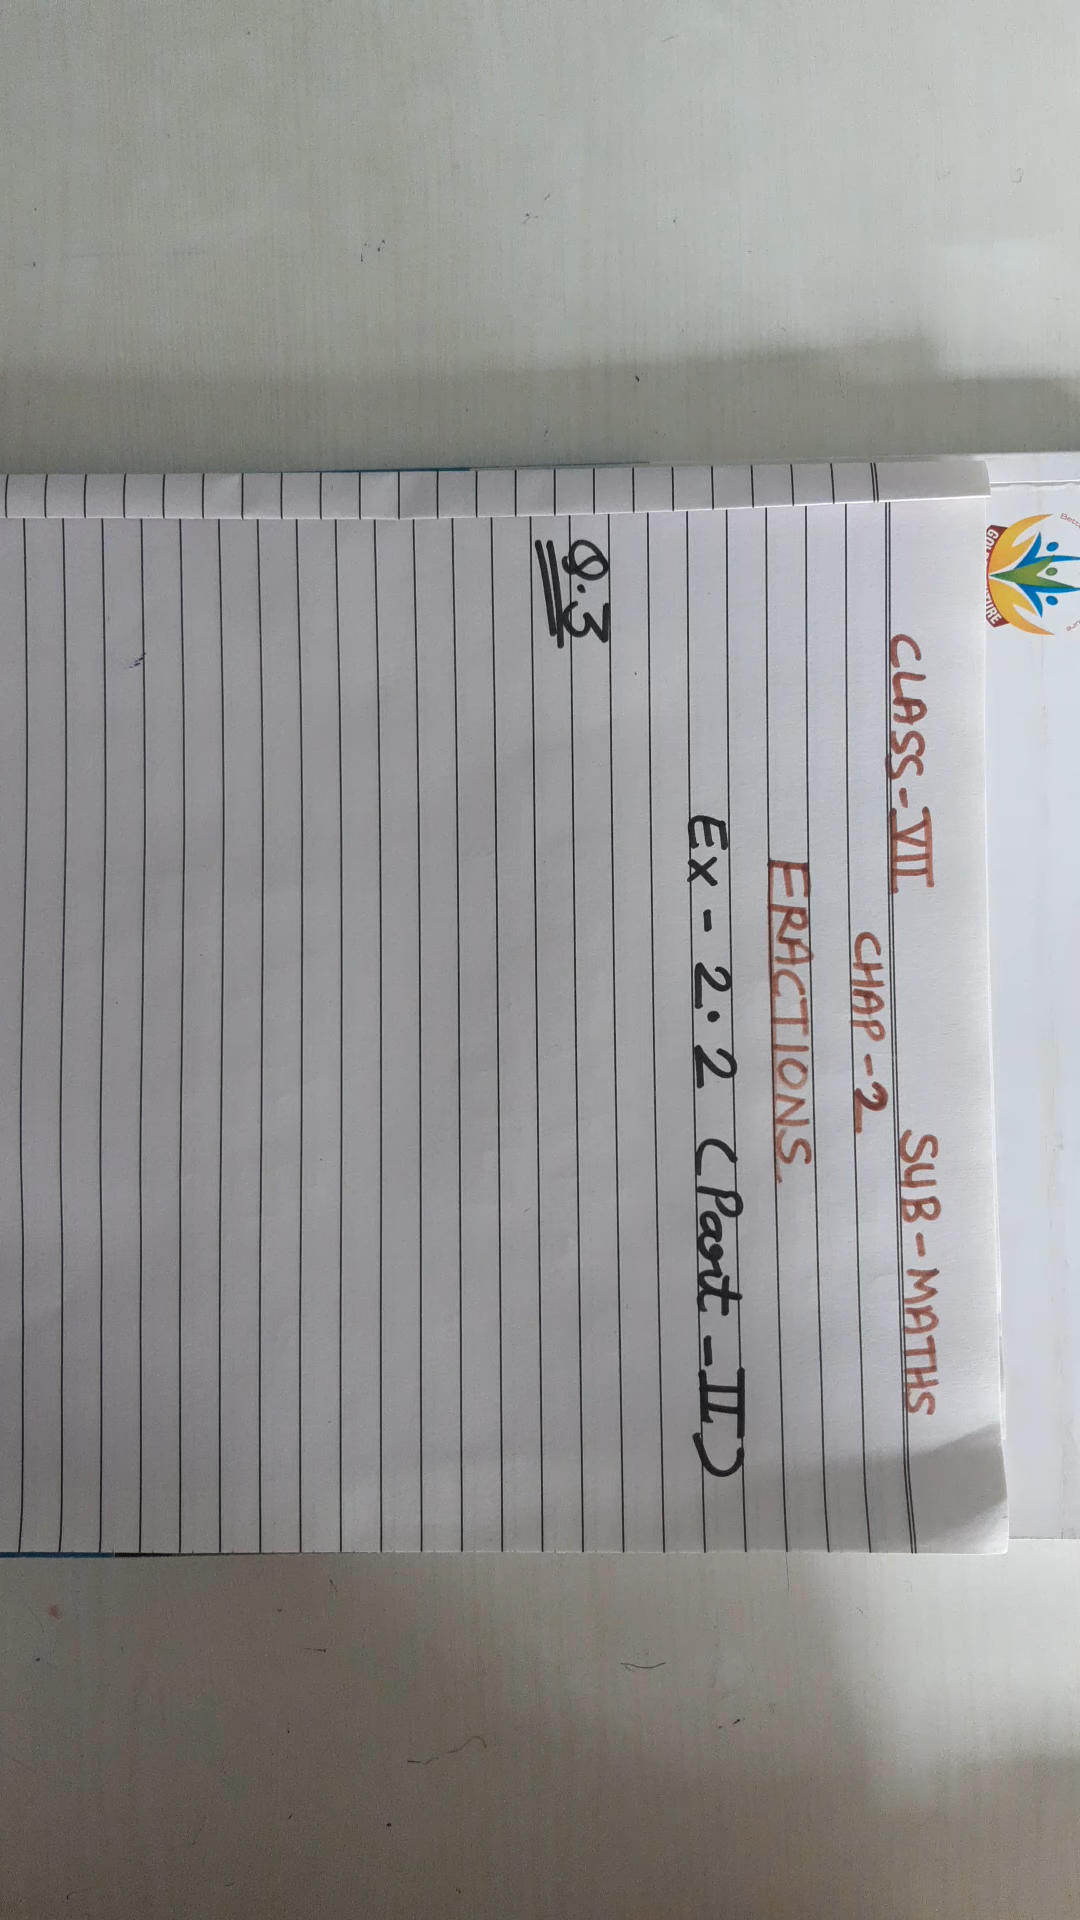 CLASS-VII SUB-MATHS
CHAP-2
FRACTIONS
Ex-2.2 (Part-II)
Q.3